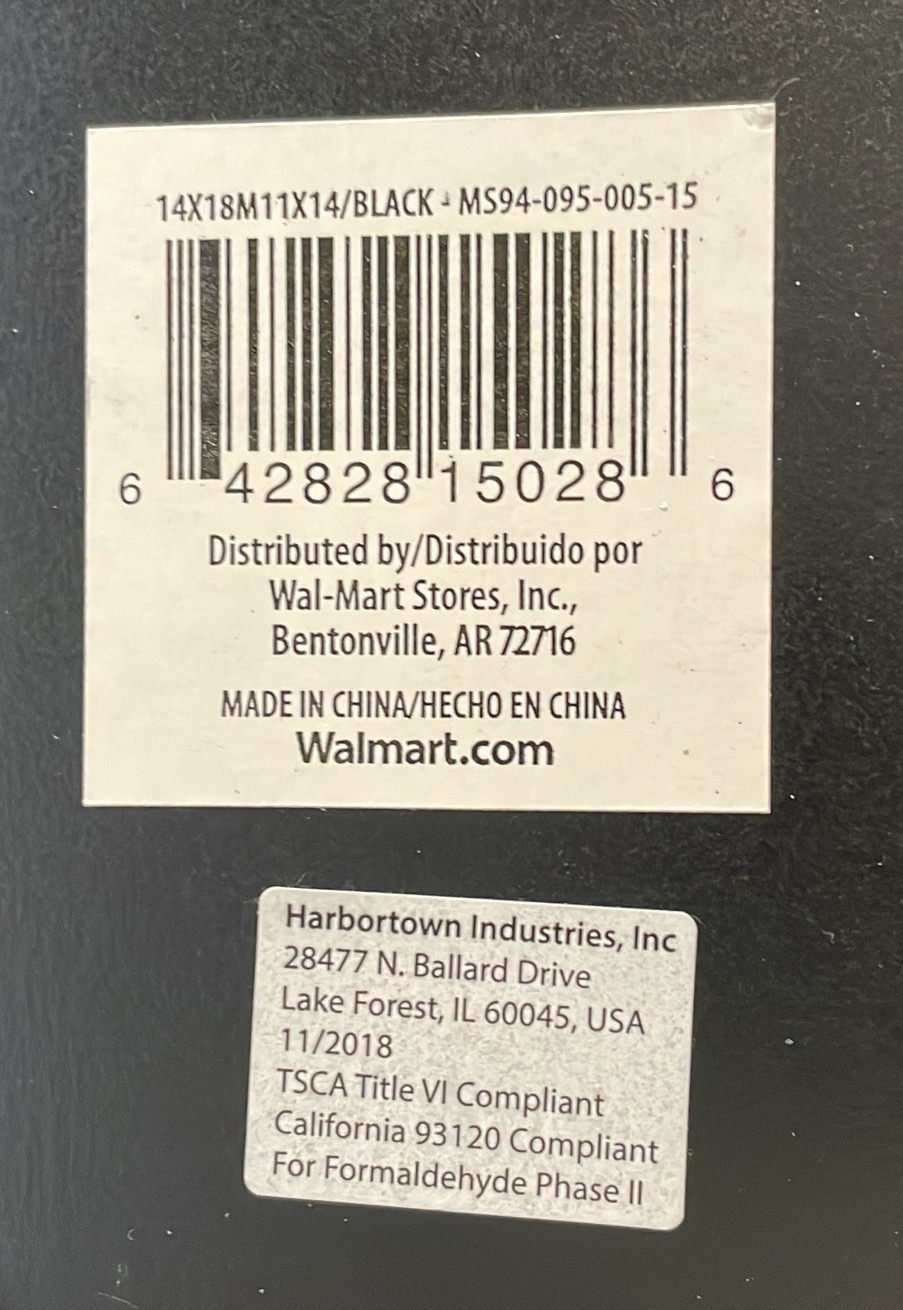 14X18M11X14/BLACK - MS94-095-005-15
6 42828 15028 6
Distributed by/Distribuido por
Wal-Mart Stores, Inc.,
Bentonville, AR 72716
MADE IN CHINA/HECHO EN CHINA
Walmart.com
Harbortown Industries, Inc
28477 N. Ballard Drive
Lake Forest, IL 60045, USA
11/2018
TSCA Title VI Compliant
California 93120 Compliant
For Formaldehyde Phase II